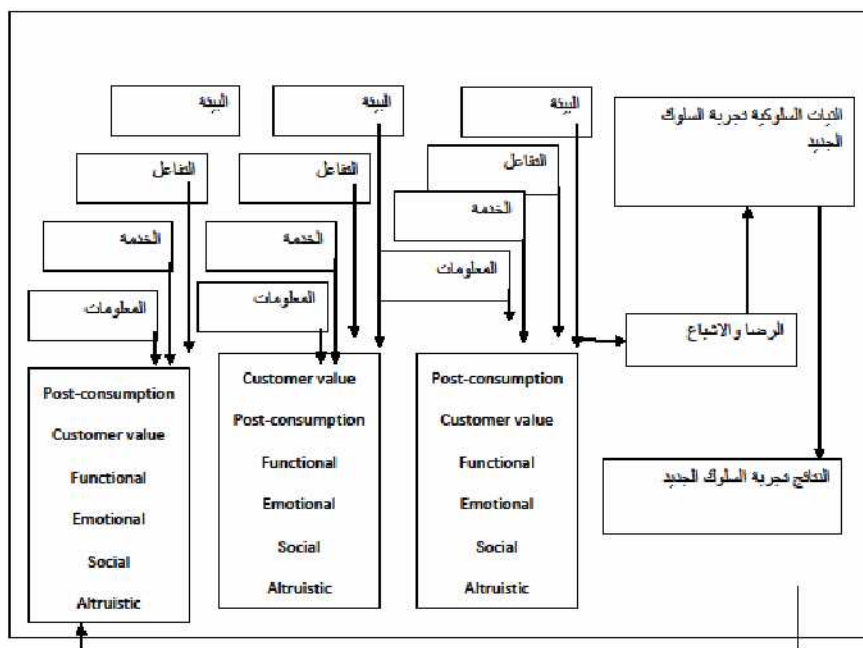 البيئة
البيئة
البيئة
النيات السلوكية تجربة السلوك
الجديد
التفاعل
التفاعل
التفاعل
الخدمة
الخدمة
الخدمة
المعلومات
المعلومات
المعلومات
الرضا والاشباع
Post-consumption
Customer value
Functional
Emotional
Social
Altruistic
Customer value
Post-consumption
Functional
Emotional
Social
Altruistic
Post-consumption
Customer value
Functional
Emotional
Social
Altruistic
النتائج تجربة السلوك الجديد